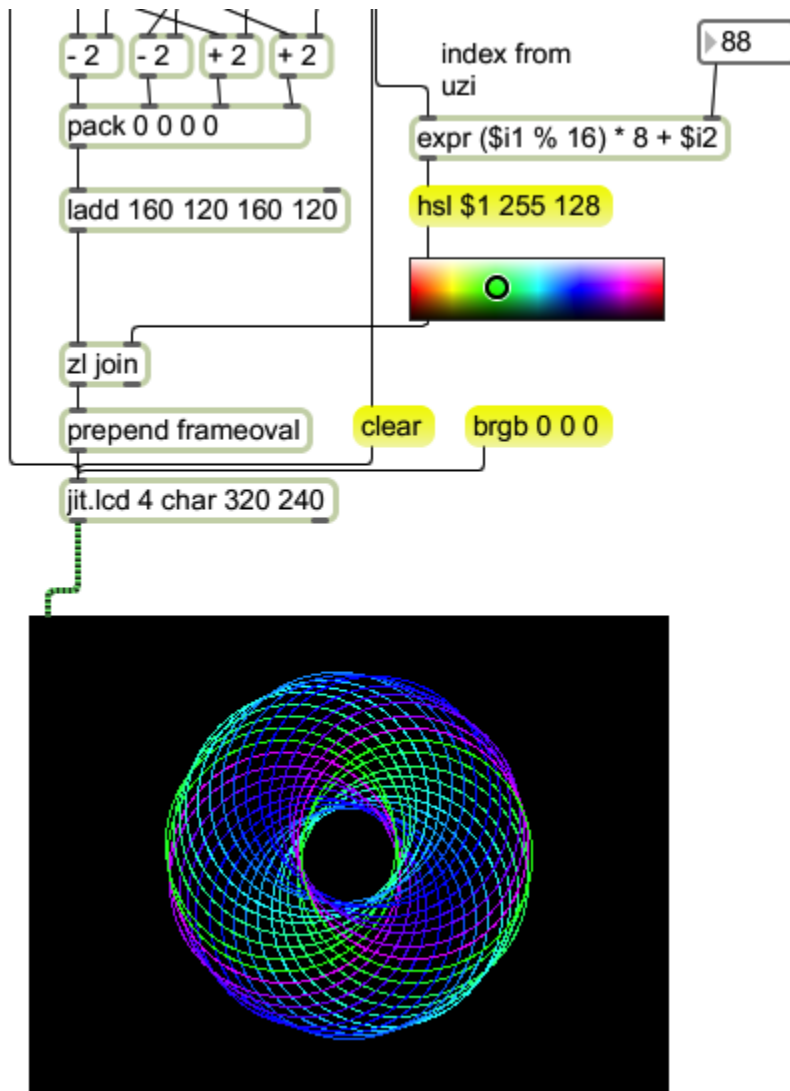 - 2
- 2
+ 2
+ 2
index from
uzi
88
pack 0 0 0 0
expr ($i1 % 16) * 8 + $i2
ladd 160 120 160 120
hsl $1 255 128
zl join
prepend frameoval
clear
brgb 0 0 0
jit.lcd 4 char 320 240